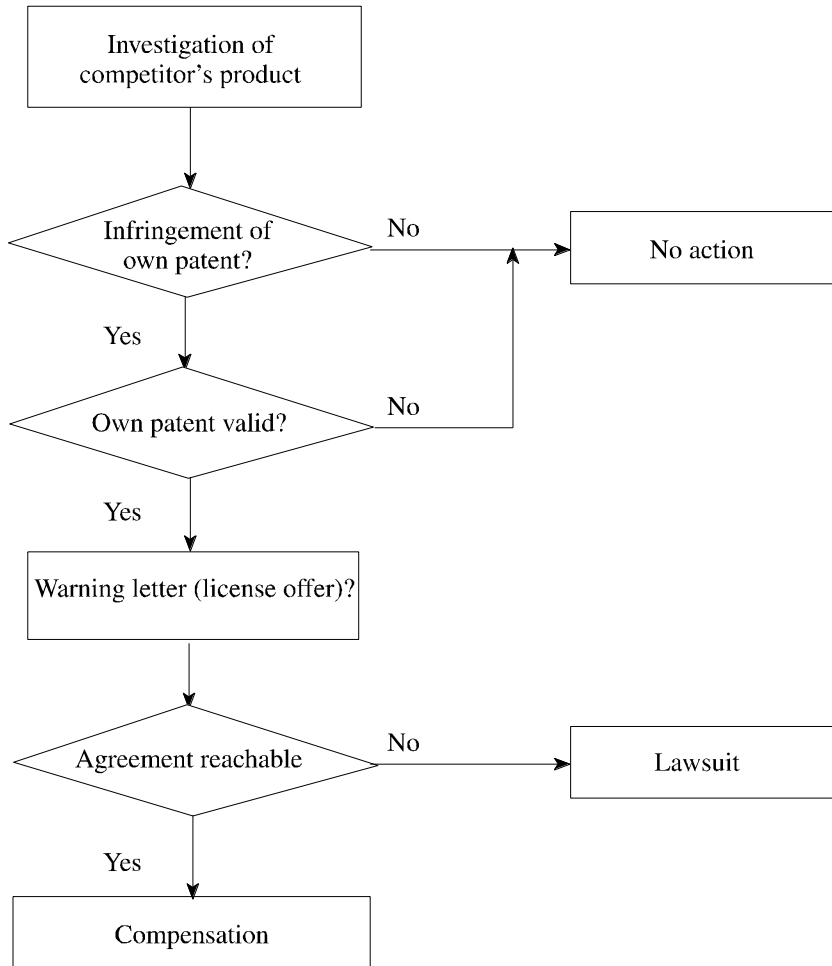 Investigation of
competitor's product
Infringement of
own patent?
No
No action
Yes
Own patent valid?
No
Yes
Warning letter (license offer)?
Agreement reachable
No
Lawsuit
Yes
Compensation